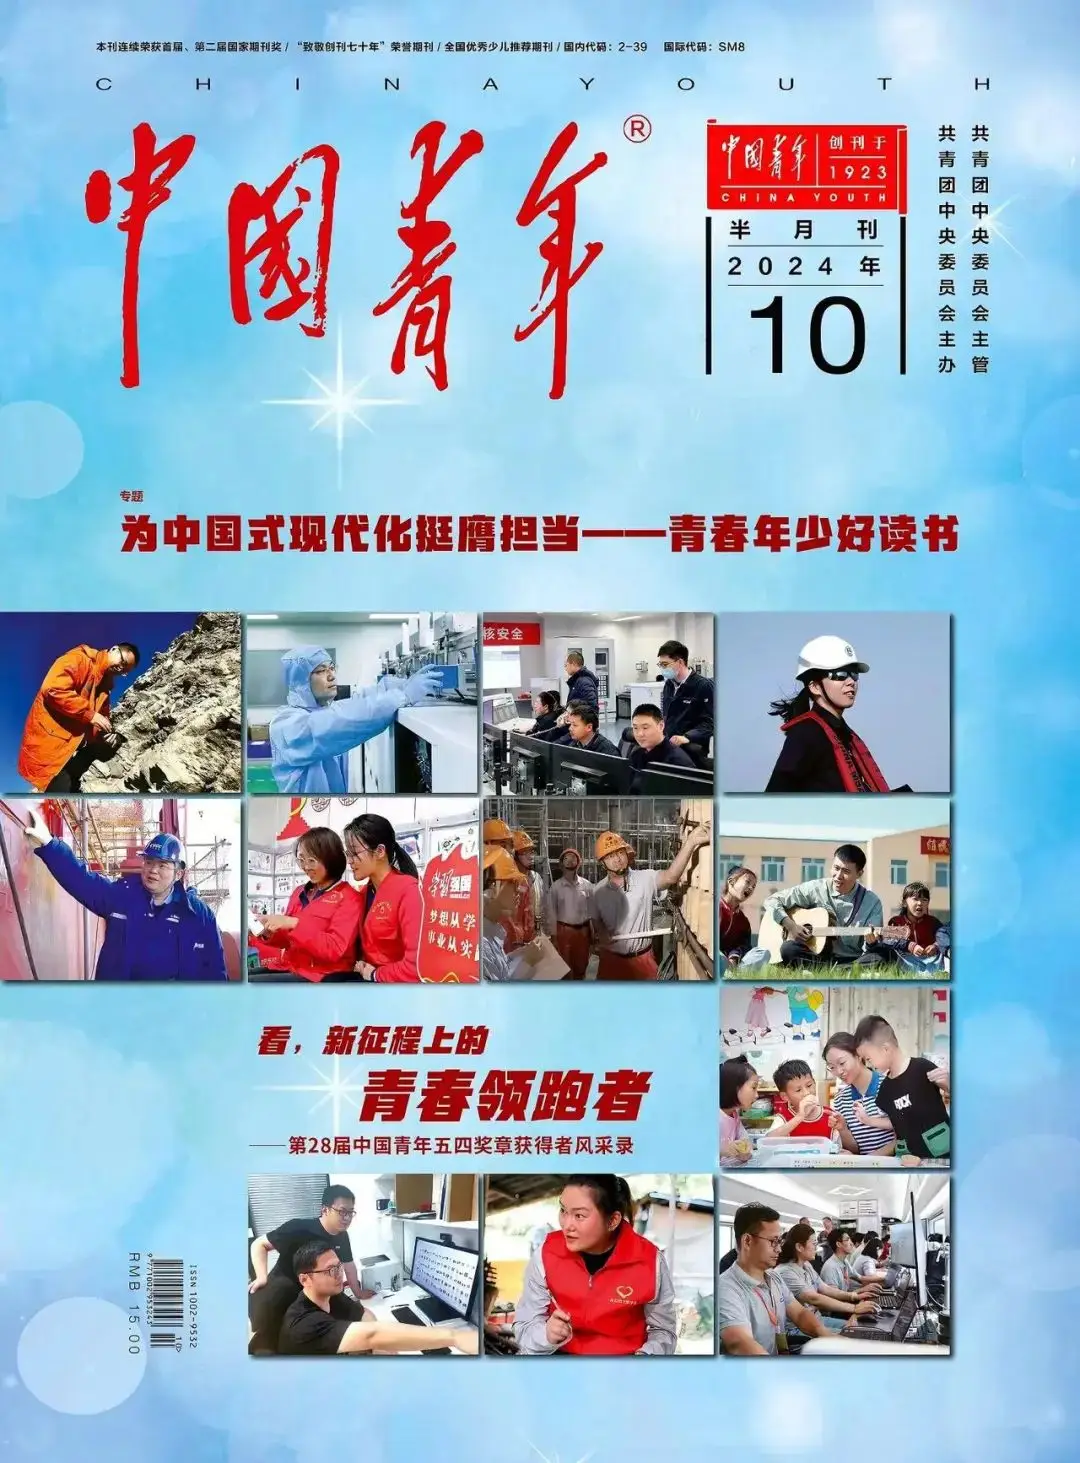 本刊连续荣获首届、第二届国家期刊奖/“致敬创刊七十年”荣誉期刊/全国优秀少儿推荐期刊/国内代码：2-39 国际代码：SM8
CHINA YOUTH
中国青年®
中国青年
创刊于
1923
CHINA YOUTH
半月刊
2024年
10
共青团中央委员会主管
共青团中央委员会主办
专题
为中国式现代化挺膺担当——青春年少好读书
核安全
梦想从学
事业从实
看，新征程上的
青春领跑者
——第28届中国青年五四奖章获得者风采录
ROCK
ISSN 1002-9532
9771002953243
10>
RMB 15.00